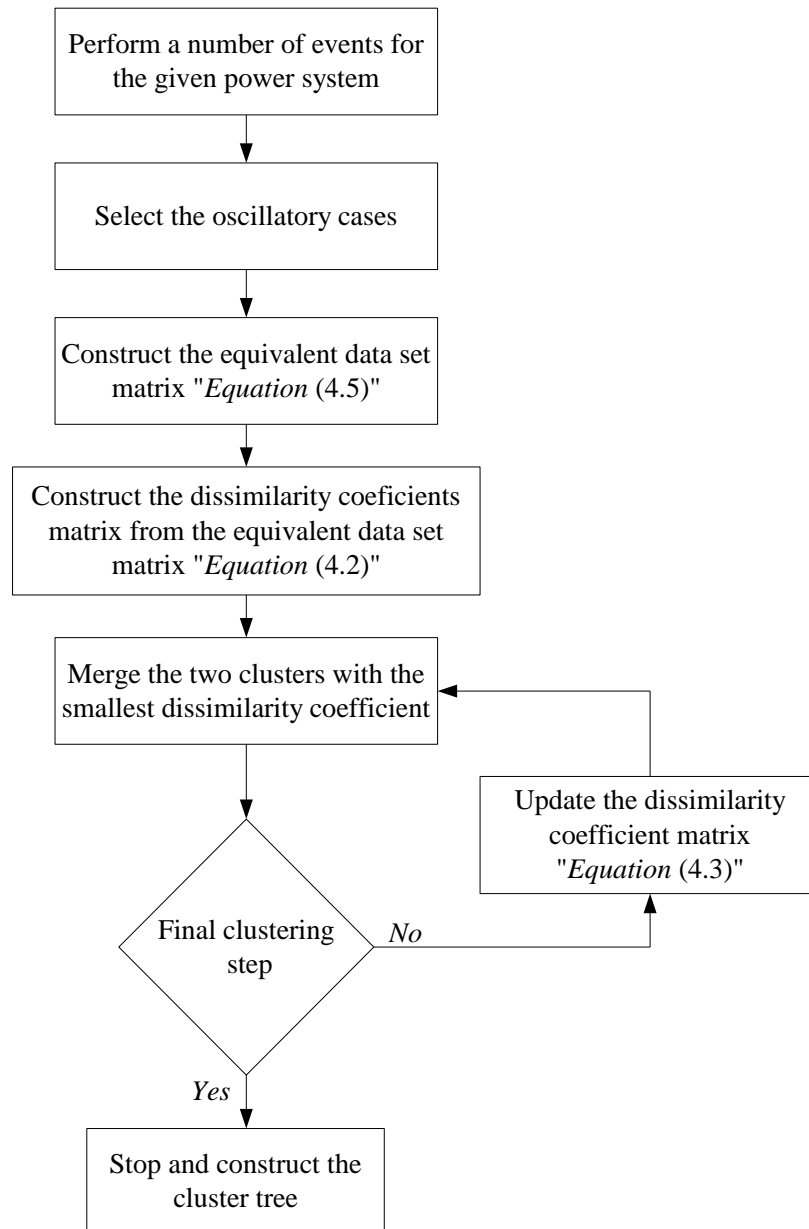 Perform a number of events for
the given power system
Select the oscillatory cases
Construct the equivalent data set
matrix "Equation (4.5)"
Construct the dissimilarity coeficients
matrix from the equivalent data set
matrix "Equation (4.2)"
Merge the two clusters with the
smallest dissimilarity coefficient
Update the dissimilarity
coefficient matrix
"Equation (4.3)"
Final clustering
step
No
Yes
Stop and construct the
cluster tree